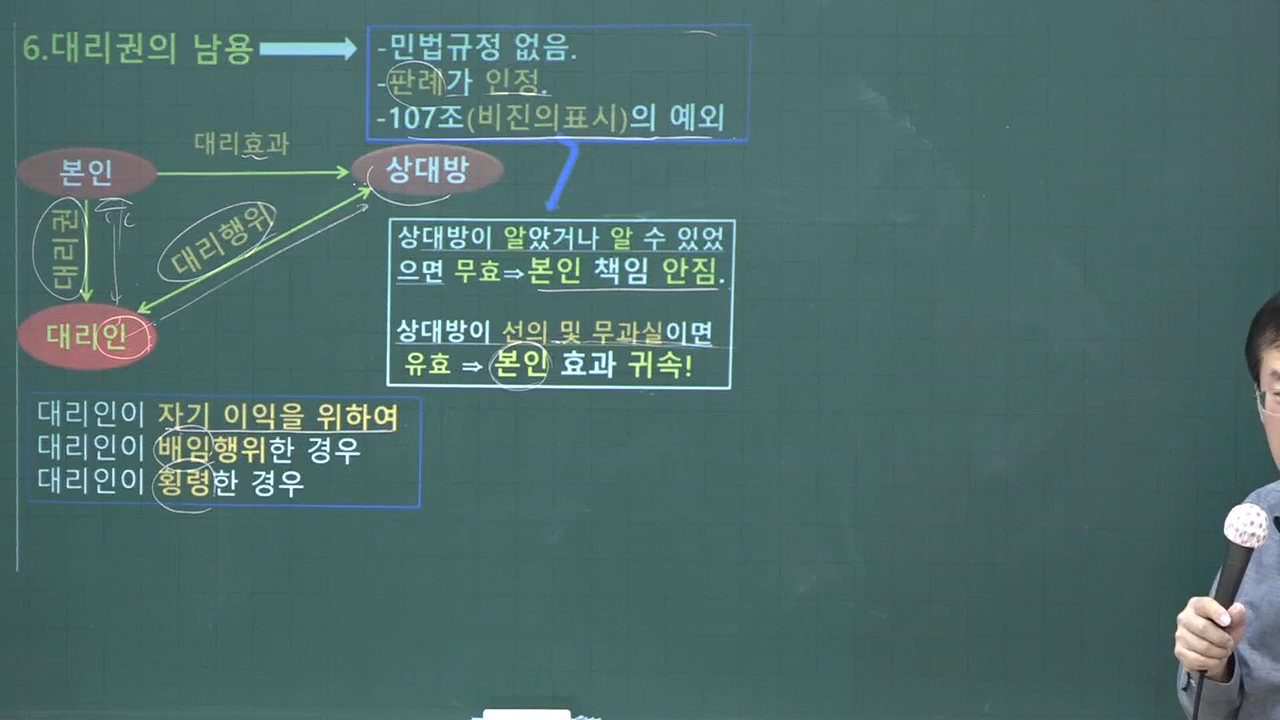 6.대리권의 남용
-민법규정 없음.
-판례가 인정.
-107조(비진의표시)의 예외
대리효과
본인
상대방
대리권
대리행위
대리인
상대방이 알았거나 알 수 있었
으면 무효⇒본인 책임 안짐.
상대방이 선의 및 무과실이면
유효 ⇒ 본인 효과 귀속!
대리인이 자기 이익을 위하여
대리인이 배임행위한 경우
대리인이 횡령한 경우